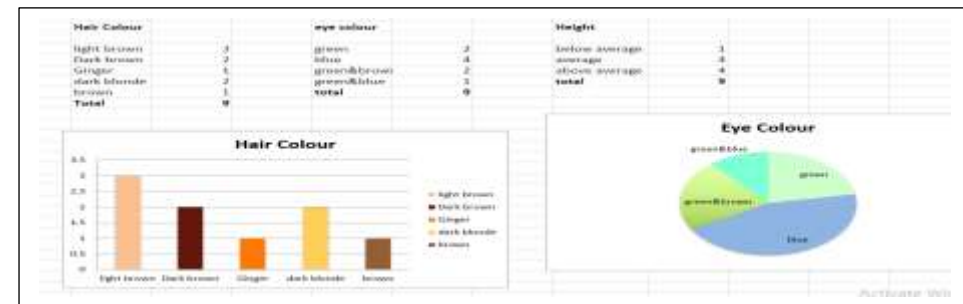 Hair Colour
light brown 3
Dark brown 2
Ginger 1
dark blonde 2
brown 1
Total 9
eye colour
green 2
blue 4
green&brown 2
green&blue 1
total 9
Height
below average 1
average 4
above average 4
total 9
Hair Colour
3.5
3
2.5
2
1.5
1
0.5
0
light brown Dark brown Ginger dark blonde brown
light brown
Dark brown
Ginger
dark blonde
brown
Eye Colour
green&blue
green
green&brown
blue
Activate Wi